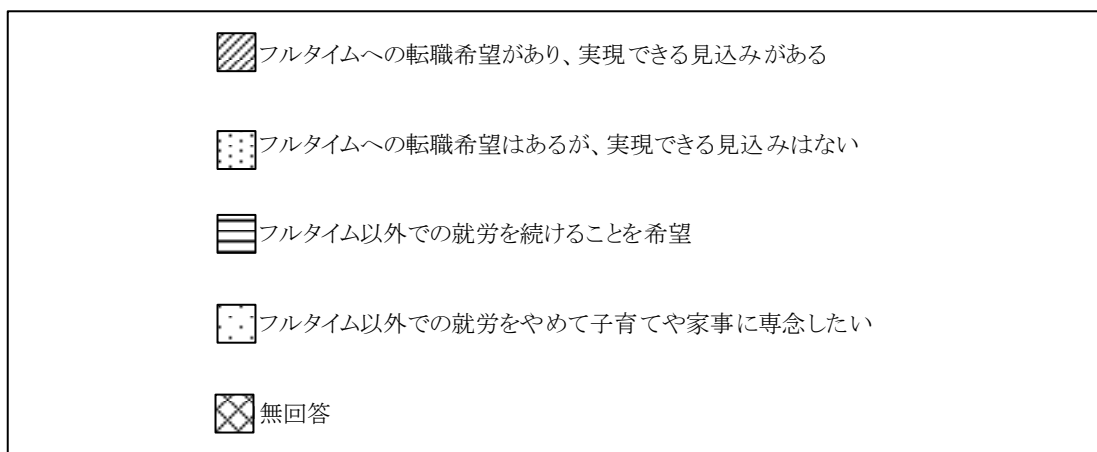 フルタイムへの転職希望があり、実現できる見込みがある
フルタイムへの転職希望はあるが、実現できる見込みはない
フルタイム以外での就労を続けることを希望
フルタイム以外での就労をやめて子育てや家事に専念したい
無回答